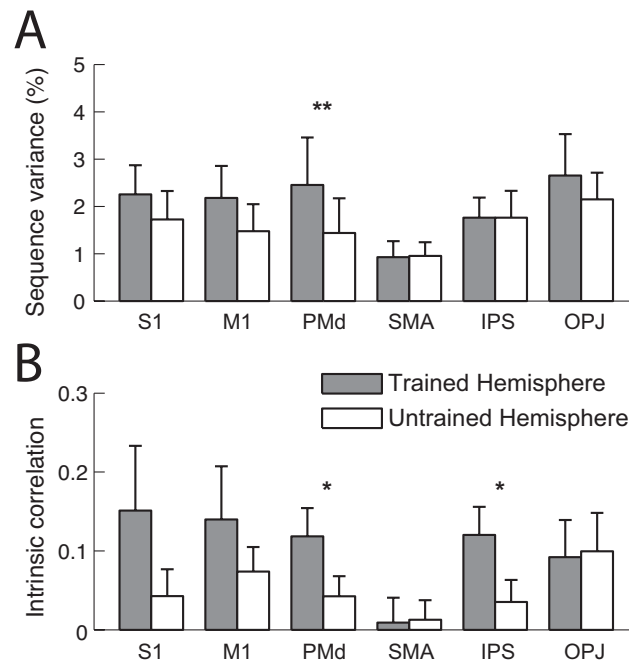 A
Sequence variance (%)
5
4
3
2
1
0
**
S1 M1 PMd SMA IPS OPJ
B
Intrinsic correlation
0.3
0.2
0.1
0
Trained Hemisphere
Untrained Hemisphere
* *
S1 M1 PMd SMA IPS OPJ